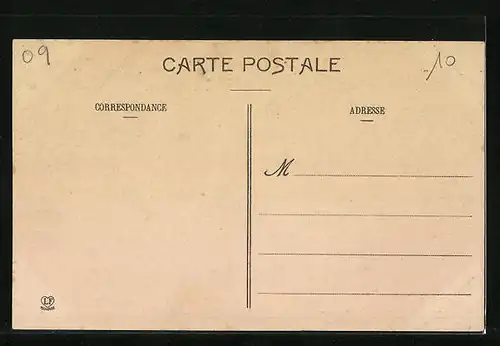 09
10
CARTE POSTALE
CORRESPONDANCE
ADRESSE
M